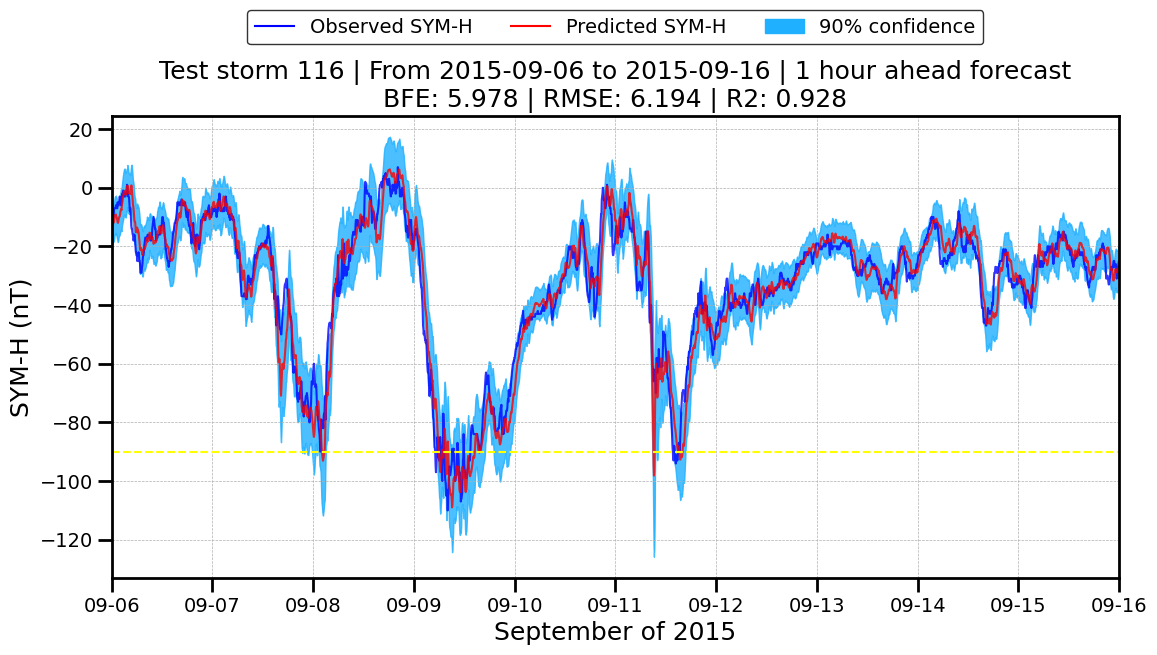 Observed SYM-H Predicted SYM-H 90% confidence
Test storm 116 | From 2015-09-06 to 2015-09-16 | 1 hour ahead forecast
BFE: 5.978 | RMSE: 6.194 | R2: 0.928
SYM-H (nT)
20
0
−20
−40
−60
−80
−100
−120
09-06 09-07 09-08 09-09 09-10 09-11 09-12 09-13 09-14 09-15 09-16
September of 2015